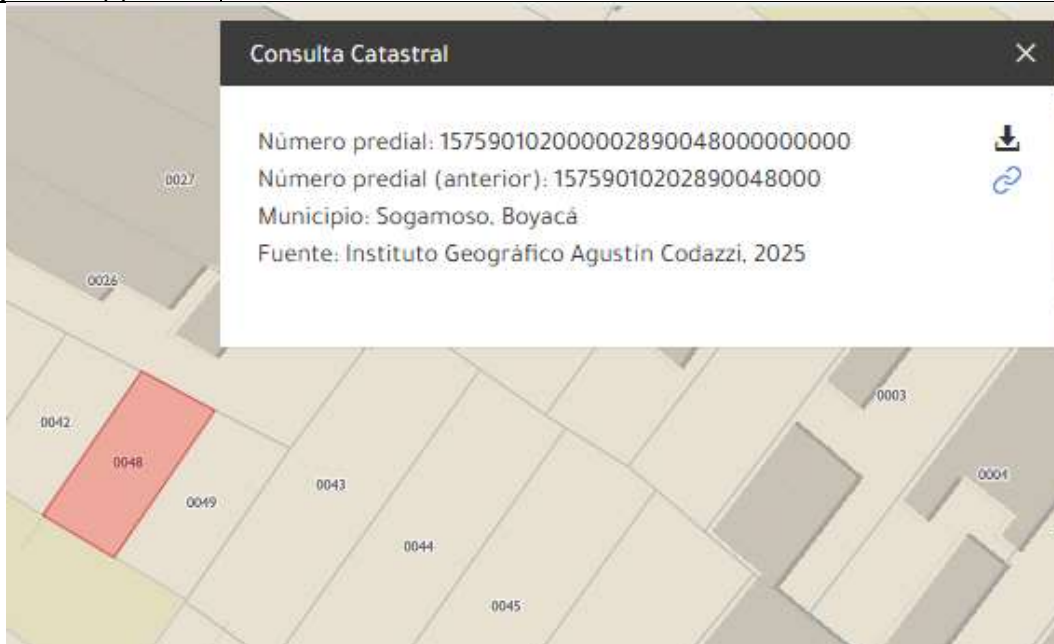 Consulta Catastral
Número predial: 157590102000002890048000000000
Número predial (anterior): 15759010202890048000
Municipio: Sogamoso, Boyacá
Fuente: Instituto Geográfico Agustín Codazzi, 2025
0027
0026
0003
0042
0048
0004
0043
0049
0044
0045